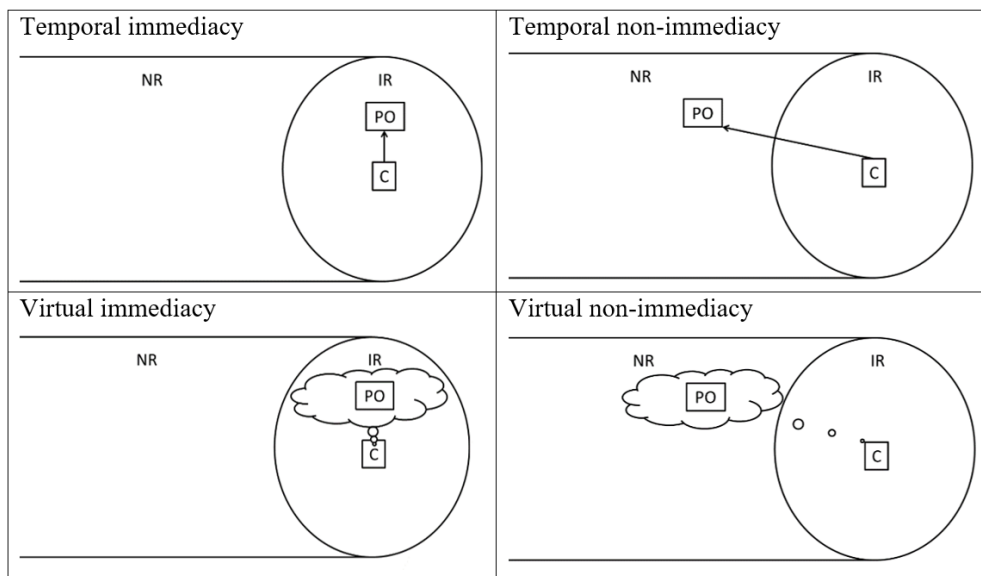 Temporal immediacy
NR
IR
PO
C
Temporal non-immediacy
NR
IR
PO
C
Virtual immediacy
NR
IR
PO
C
Virtual non-immediacy
NR
IR
PO
C